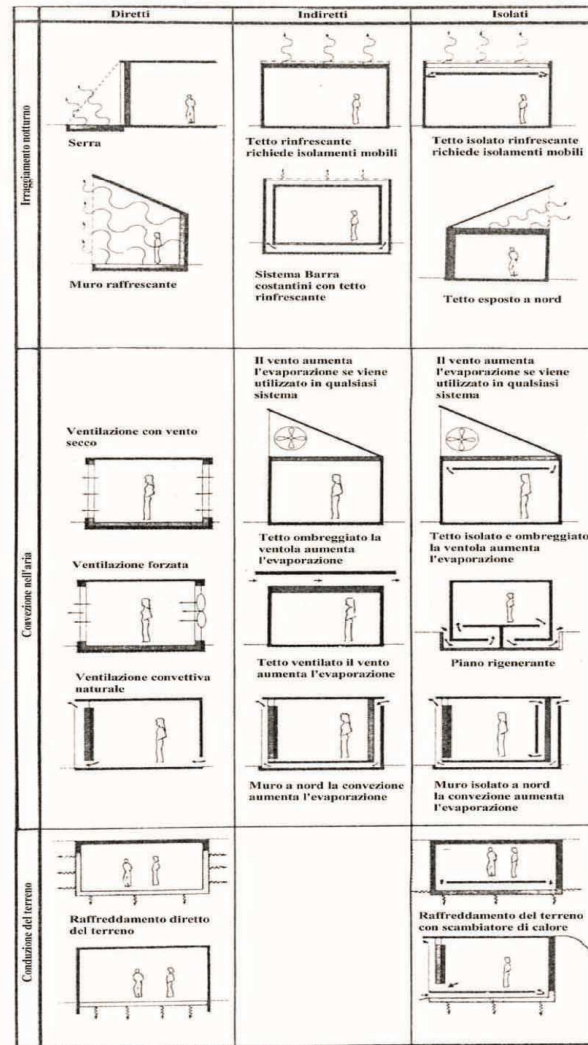 Diretti
Indiretti
Isolati
Irraggiamento notturno
Serra
Tetto rinfrescante
richiede isolamenti mobili
Tetto isolato rinfrescante
richiede isolamenti mobili
Muro raffrescante
Sistema Barra
costantini con tetto
rinfrescante
Tetto esposto a nord
Convezione nell'aria
Ventilazione con vento
secco
Il vento aumenta
l'evaporazione se viene
utilizzato in qualsiasi
sistema
Il vento aumenta
l'evaporazione se viene
utilizzato in qualsiasi
sistema
Ventilazione forzata
Tetto ombreggiato la
ventola aumenta
l'evaporazione
Tetto isolato e ombreggiato
la ventola aumenta
l'evaporazione
Ventilazione convettiva
naturale
Tetto ventilato il vento
aumenta l'evaporazione
Piano rigenerante
Muro a nord la convezione
aumenta l'evaporazione
Muro isolato a nord
la convezione aumenta
l'evaporazione
Conduzione del terreno
Raffreddamento diretto
del terreno
Raffreddamento del terreno
con scambiatore di calore